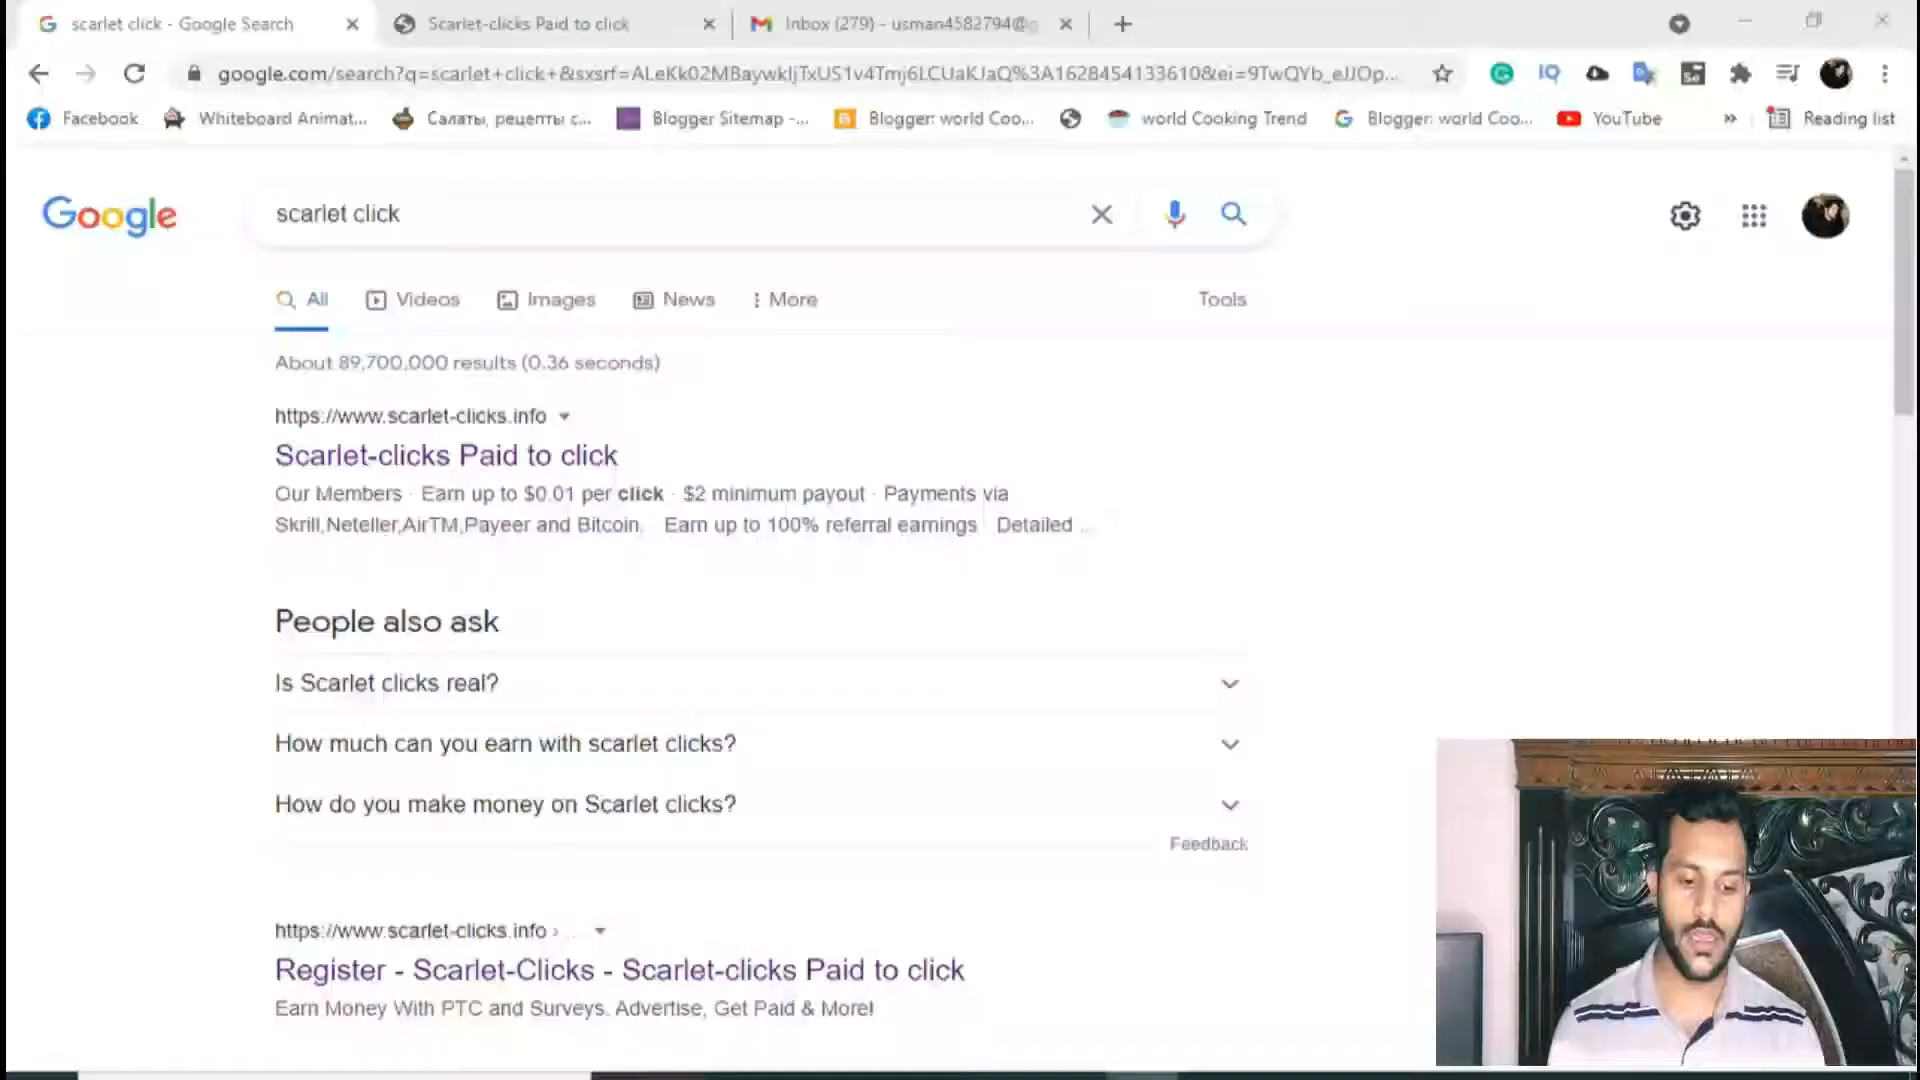 scarlet click - Google Search
Scarlet-clicks Paid to click
Inbox (279) - usman4582794@g
google.com/search?q=scarlet+click+&sxsrf=ALeKk02MBaywkljTxUS1v4Tmj6LCUaKJaQ%3A1628454133610&ei=9TwQYb_eJJOp...
Facebook
Whiteboard Animat...
Салаты, рецепты с...
Blogger Sitemap -...
Blogger: world Coo...
world Cooking Trend
Blogger: world Coo...
YouTube
Reading list
Google
scarlet click
All
Videos
Images
News
More
Tools
About 89,700,000 results (0.36 seconds)
https://www.scarlet-clicks.info
Scarlet-clicks Paid to click
Our Members · Earn up to $0.01 per click · $2 minimum payout · Payments via
Skrill,Neteller,AirTM,Payeer and Bitcoin. Earn up to 100% referral earnings Detailed ...
People also ask
Is Scarlet clicks real?
How much can you earn with scarlet clicks?
How do you make money on Scarlet clicks?
Feedback
https://www.scarlet-clicks.info › ...
Register - Scarlet-Clicks - Scarlet-clicks Paid to click
Earn Money With PTC and Surveys. Advertise, Get Paid & More!